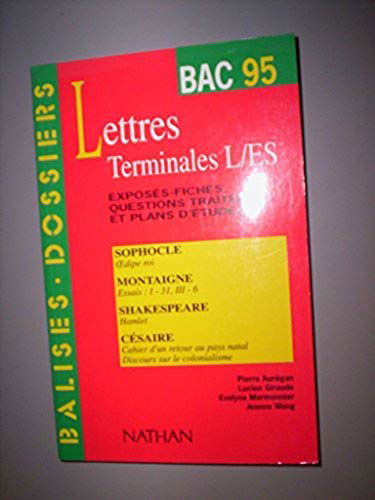 BALISES · DOSSIERS
BAC 95
Lettres
Terminales L/ES
EXPOSÉS-FICHES,
QUESTIONS
ET PLANS D'ÉTUDE
SOPHOCLE
Œdipe roi
MONTAIGNE
Essais : I - 31, III - 6
SHAKESPEARE
Hamlet
CÉSAIRE
Cahier d'un retour au pays natal
Discours sur le colonialisme
Pierre Aurégan
Lucien Giraudo
Evelyne Marmonnier
Jeanne Wang
NATHAN